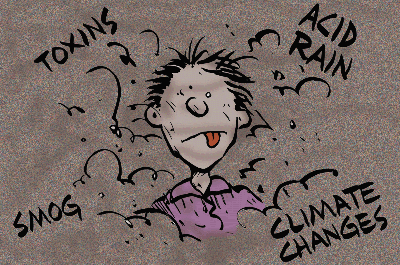 TOXINS
ACID
RAIN
SMOG
CLIMATE
CHANGES